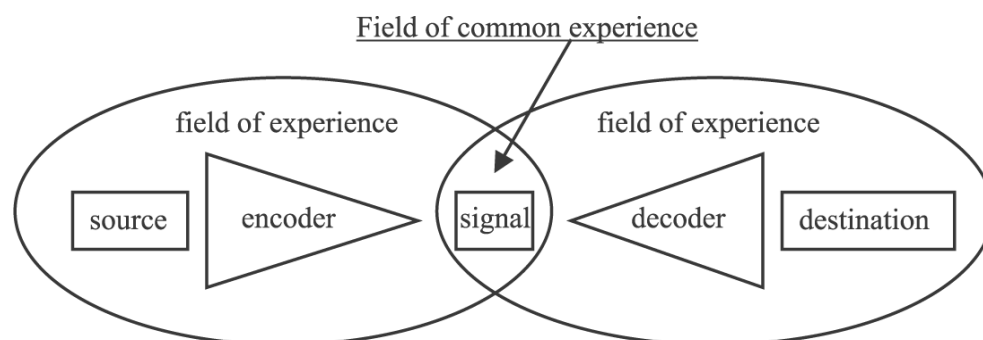 Field of common experience
field of experience
field of experience
source
encoder
signal
decoder
destination